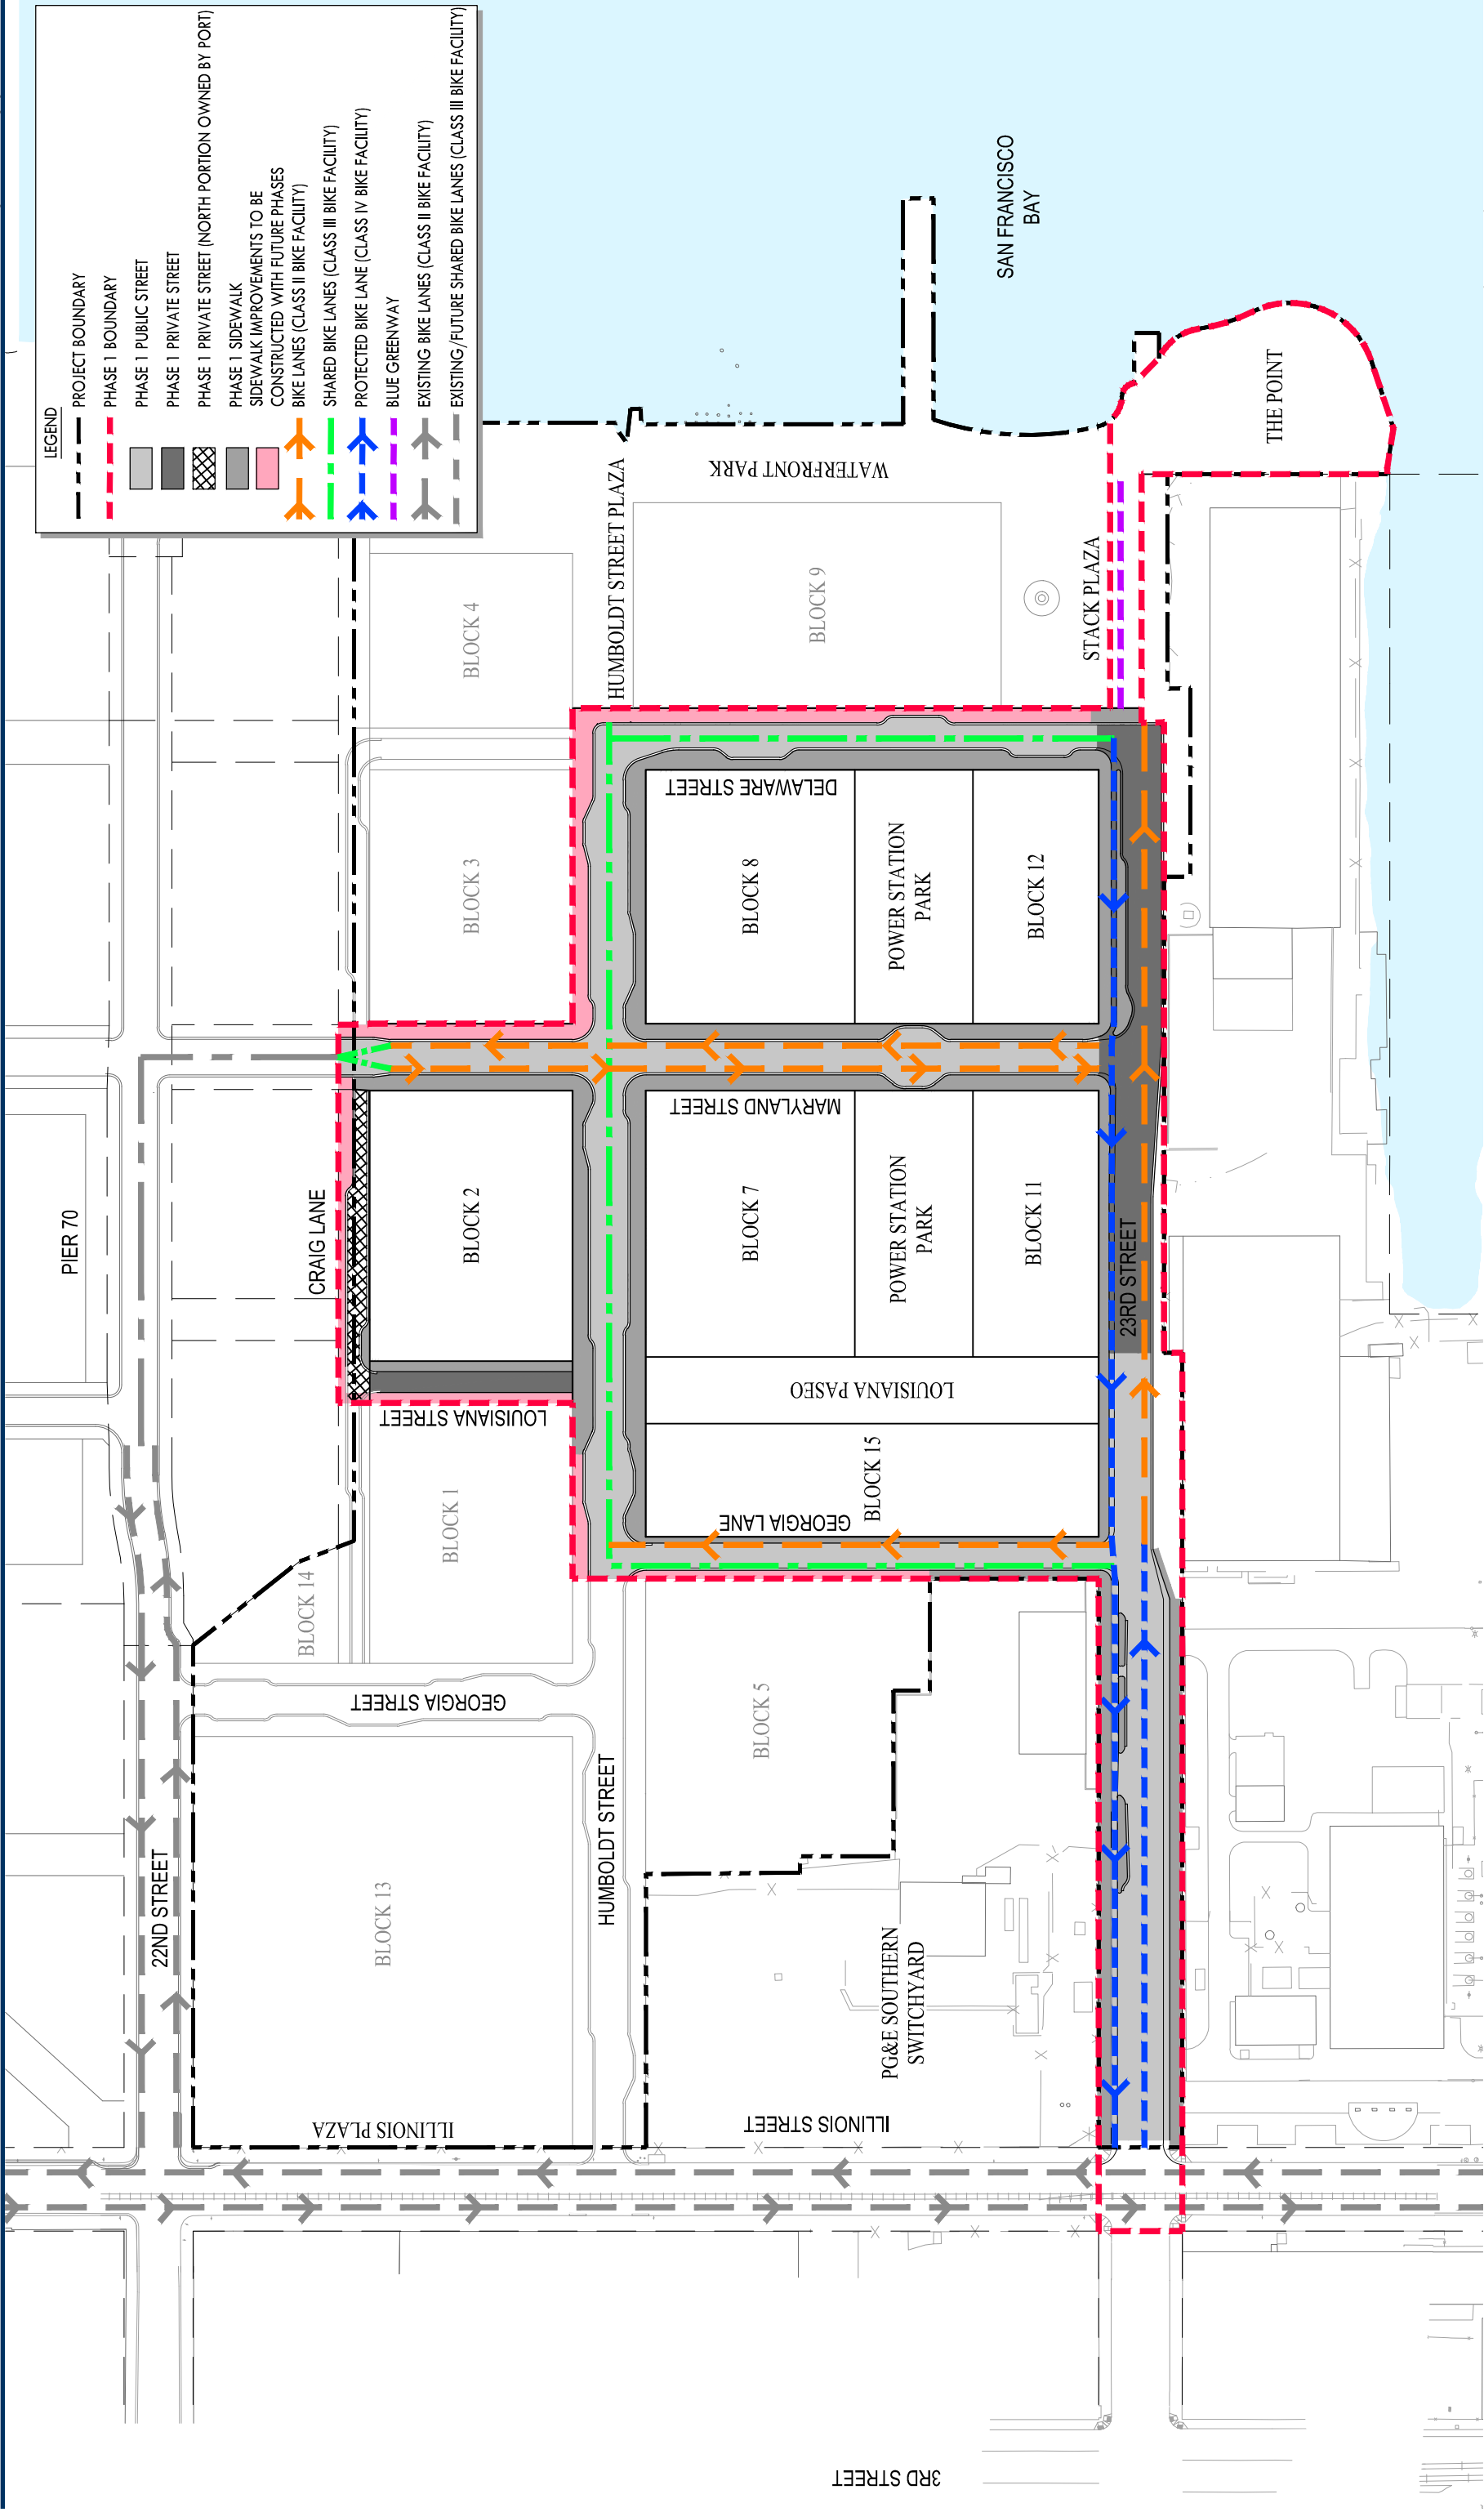 LEGEND
PROJECT BOUNDARY
PHASE 1 BOUNDARY
PHASE 1 PUBLIC STREET
PHASE 1 PRIVATE STREET
PHASE 1 PRIVATE STREET (NORTH PORTION OWNED BY PORT)
PHASE 1 SIDEWALK
SIDEWALK IMPROVEMENTS TO BE
CONSTRUCTED WITH FUTURE PHASES
BIKE LANES (CLASS II BIKE FACILITY)
SHARED BIKE LANES (CLASS III BIKE FACILITY)
PROTECTED BIKE LANE (CLASS IV BIKE FACILITY)
BLUE GREENWAY
EXISTING BIKE LANES (CLASS II BIKE FACILITY)
EXISTING/FUTURE SHARED BIKE LANES (CLASS III BIKE FACILITY)
PIER 70
22ND STREET
CRAIG LANE
BLOCK 14
GEORGIA STREET
BLOCK 13
ILLINOIS PLAZA
BLOCK 1
LOUISIANA STREET
BLOCK 2
BLOCK 3
BLOCK 4
HUMBOLDT STREET
HUMBOLDT STREET PLAZA
BLOCK 5
GEORGIA LANE
BLOCK 15
LOUISIANA PASEO
BLOCK 7
MARYLAND STREET
BLOCK 8
DELAWARE STREET
BLOCK 9
WATERFRONT PARK
POWER STATION
PARK
POWER STATION
PARK
BLOCK 11
BLOCK 12
STACK PLAZA
SAN FRANCISCO
BAY
PG&E SOUTHERN
SWITCHYARD
ILLINOIS STREET
23RD STREET
THE POINT
3RD STREET